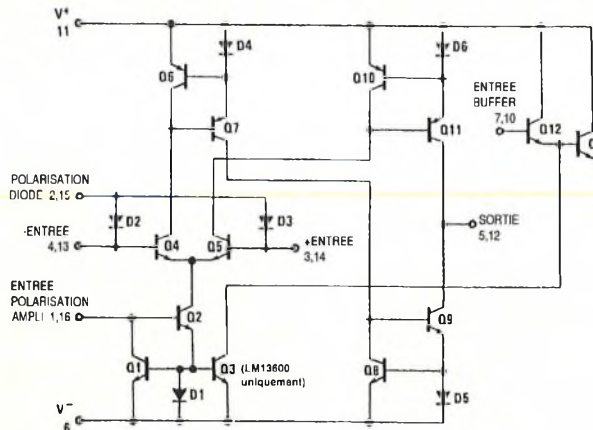 V+
11
D4
D6
Q6
Q10
ENTREE
BUFFER
7,10
Q7
Q11
Q12
Q
POLARISATION
DIODE 2,15
D2
D3
SORTIE
5,12
-ENTREE
4,13
Q4
Q5
+ENTREE
3,14
ENTREE
POLARISATION
AMPLI 1,16
Q2
Q9
Q1
Q3 (LM13600
uniquement)
Q8
D1
D5
V-
6